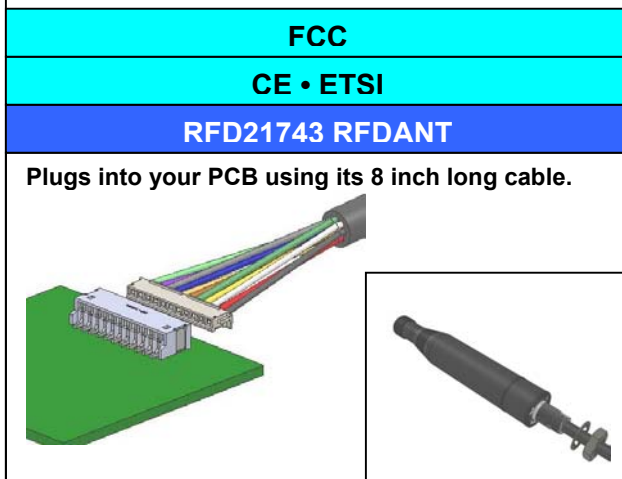 FCC
CE • ETSI
RFD21743 RFDANT
Plugs into your PCB using its 8 inch long cable.